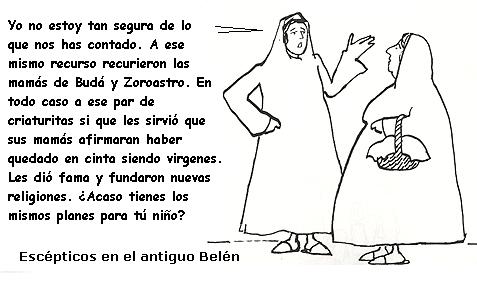 Yo no estoy tan segura de lo
que nos has contado. A ese
mismo recurso recurieron las
mamás de Budá y Zoroastro. En
todo caso a ese par de
criaturitas si que les sirvió que
sus mamás afirmaran haber
quedado en cinta siendo virgenes.
Les dió fama y fundaron nuevas
religiones. ¿Acaso tienes los
mismos planes para tú niño?
Escépticos en el antiguo Belén